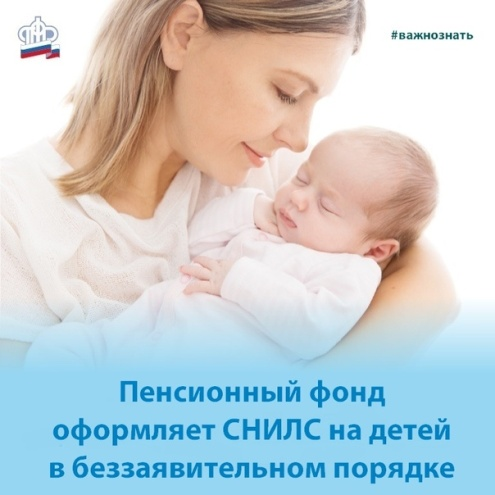 #важнознать
Пенсионный фонд
оформляет СНИЛС на детей
в беззаявительном порядке